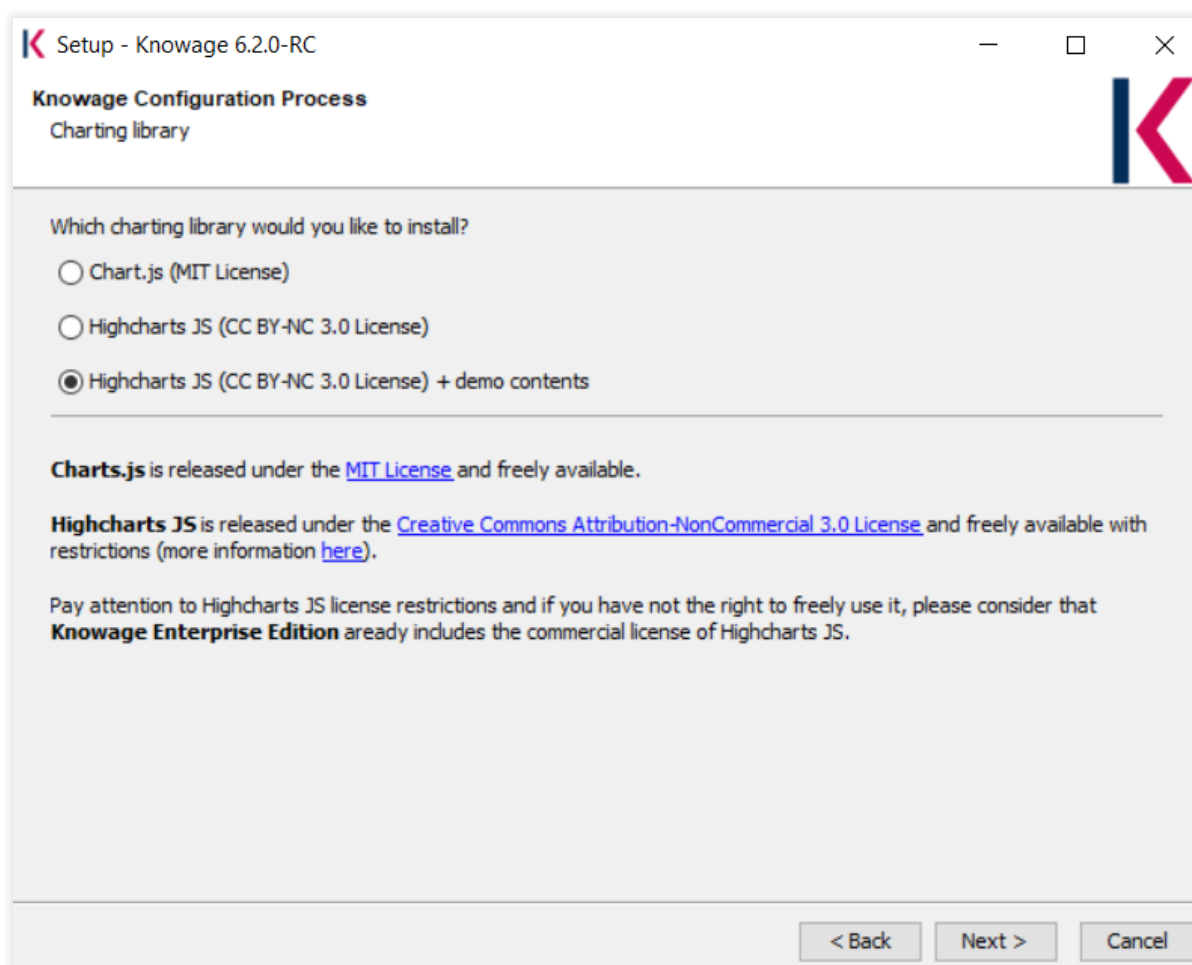 Setup - Knowage 6.2.0-RC
Knowage Configuration Process
Charting library
Which charting library would you like to install?
Chart.js (MIT License)
Highcharts JS (CC BY-NC 3.0 License)
Highcharts JS (CC BY-NC 3.0 License) + demo contents
Charts.js is released under the MIT License and freely available.
Highcharts JS is released under the Creative Commons Attribution-NonCommercial 3.0 License and freely available with
restrictions (more information here).
Pay attention to Highcharts JS license restrictions and if you have not the right to freely use it, please consider that
Knowage Enterprise Edition aready includes the commercial license of Highcharts JS.
< Back Next > Cancel